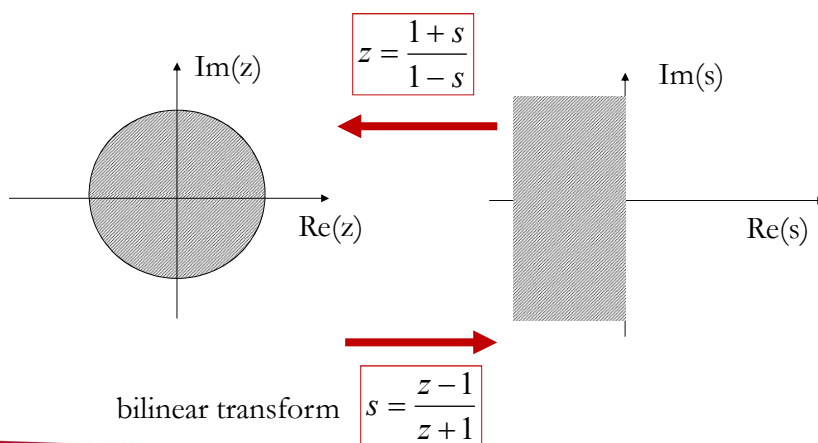 z = (1 + s) / (1 − s)
Im(z)
Im(s)
Re(z)
Re(s)
bilinear transform s = (z − 1) / (z + 1)